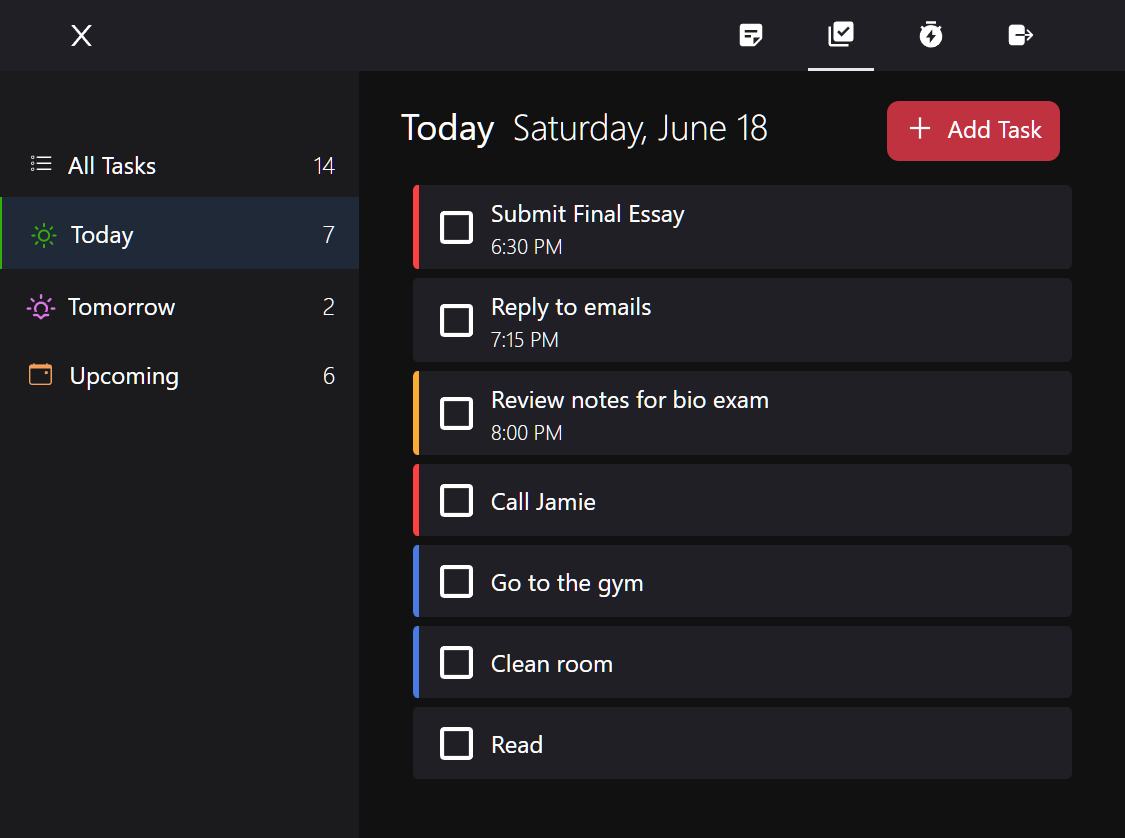 X
All Tasks 14
Today 7
Tomorrow 2
Upcoming 6
Today Saturday, June 18
+ Add Task
Submit Final Essay
6:30 PM
Reply to emails
7:15 PM
Review notes for bio exam
8:00 PM
Call Jamie
Go to the gym
Clean room
Read